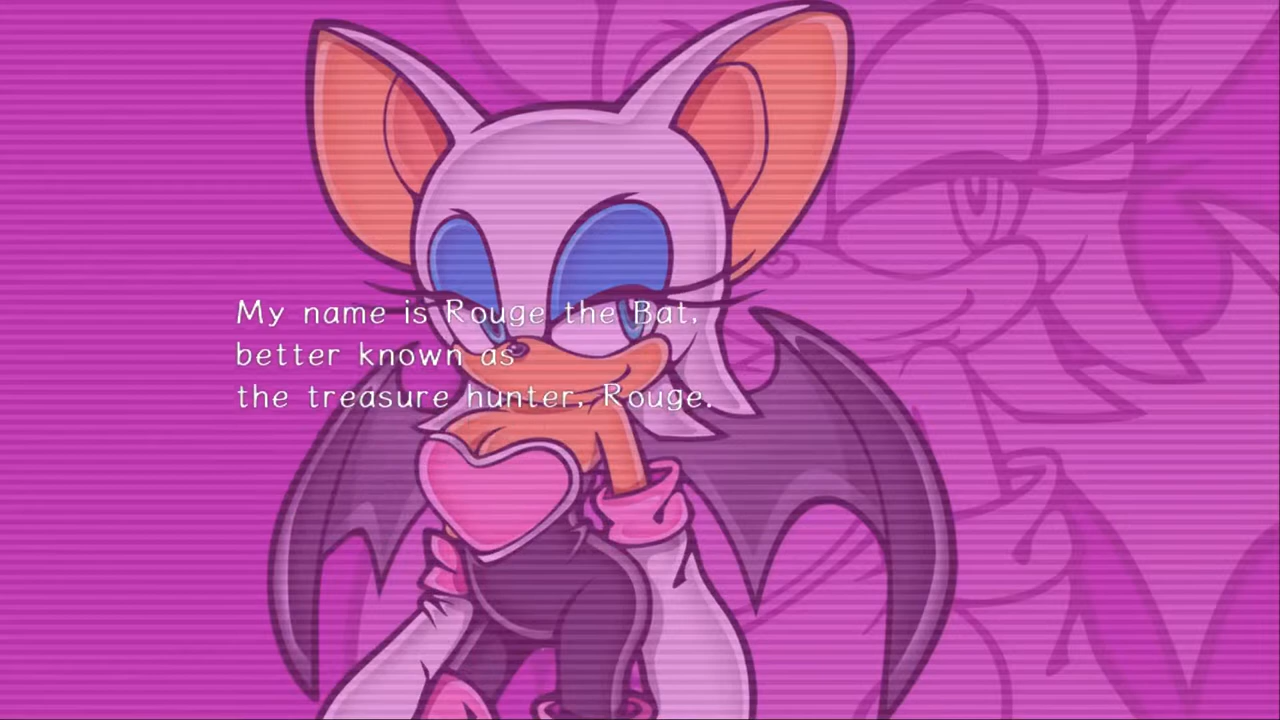 My name is Rouge the Bat,
better known as
the treasure hunter, Rouge.